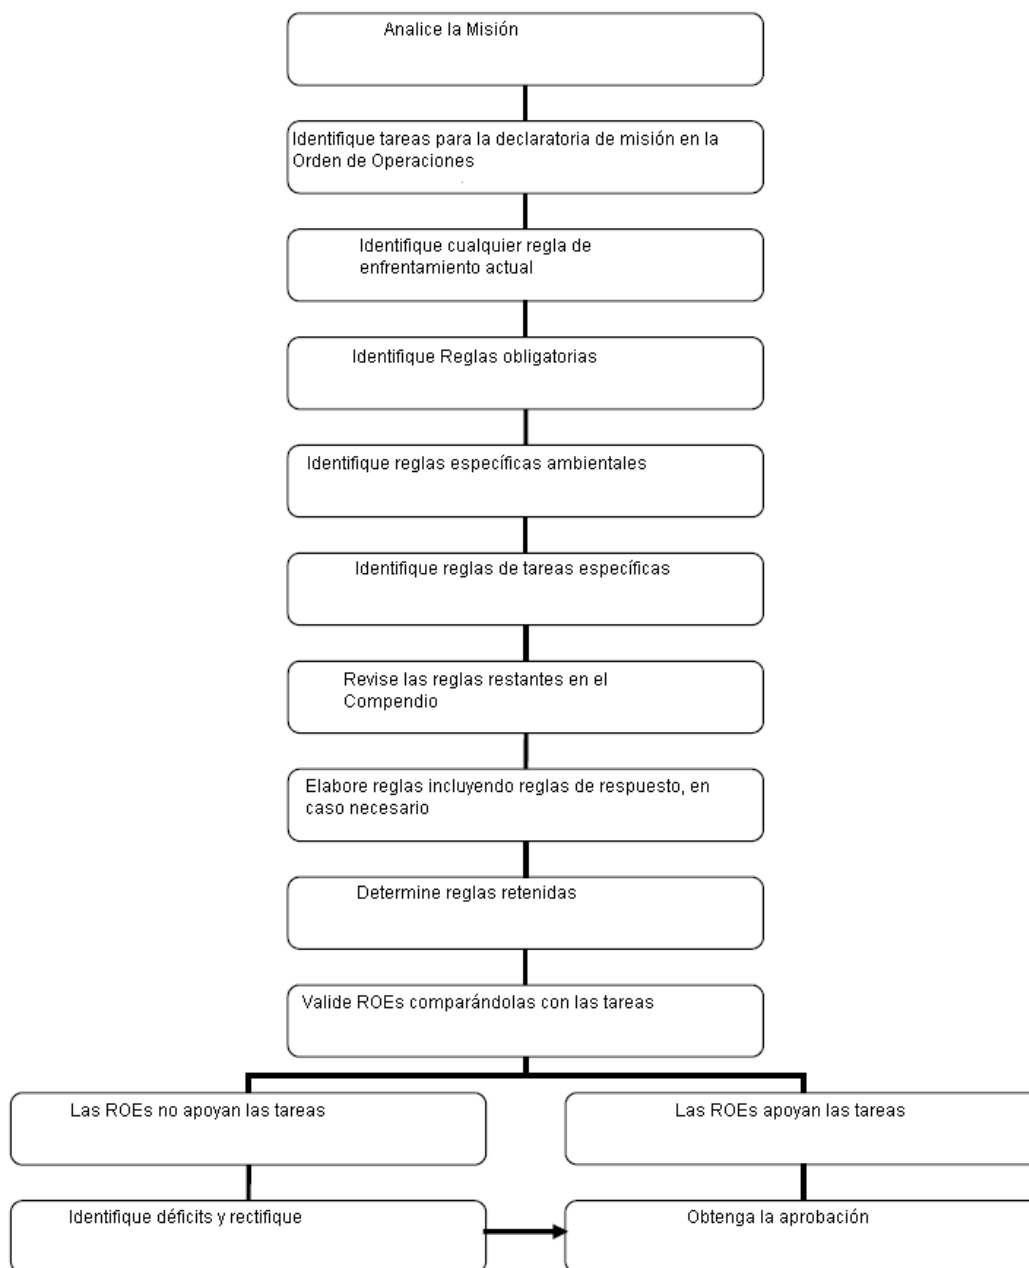 Analice la Misión
Identifique tareas para la declaratoria de misión en la
Orden de Operaciones
Identifique cualquier regla de
enfrentamiento actual
Identifique Reglas obligatorias
Identifique reglas específicas ambientales
Identifique reglas de tareas específicas
Revise las reglas restantes en el
Compendio
Elabore reglas incluyendo reglas de respuesto, en
caso necesario
Determine reglas retenidas
Valide ROEs comparándolas con las tareas
Las ROEs no apoyan las tareas
Las ROEs apoyan las tareas
Identifique déficits y rectifique
Obtenga la aprobación